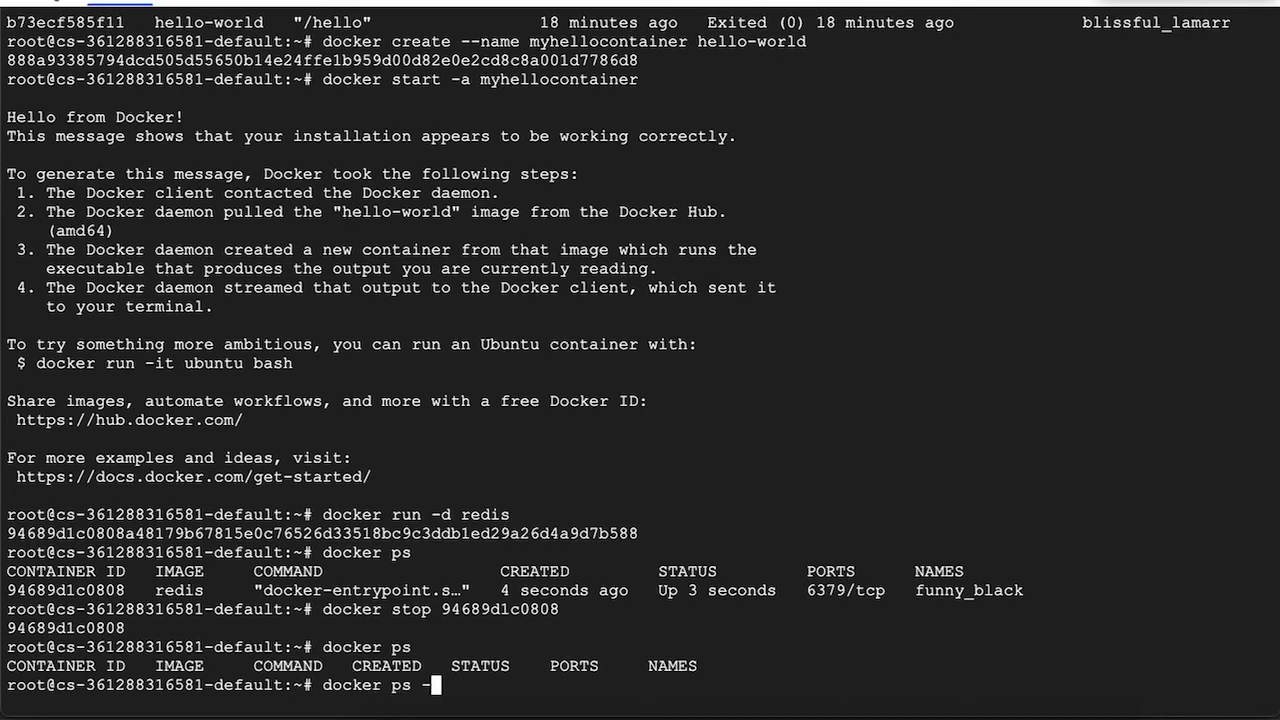 b73ecf585f11   hello-world   "/hello"                 18 minutes ago   Exited (0) 18 minutes ago             blissful_lamarr
root@cs-361288316581-default:~# docker create --name myhellocontainer hello-world
888a93385794dcd505d55650b14e24ffe1b959d00d82e0e2cd8c8a001d7786d8
root@cs-361288316581-default:~# docker start -a myhellocontainer
Hello from Docker!
This message shows that your installation appears to be working correctly.
To generate this message, Docker took the following steps:
 1. The Docker client contacted the Docker daemon.
 2. The Docker daemon pulled the "hello-world" image from the Docker Hub.
    (amd64)
 3. The Docker daemon created a new container from that image which runs the
    executable that produces the output you are currently reading.
 4. The Docker daemon streamed that output to the Docker client, which sent it
    to your terminal.
To try something more ambitious, you can run an Ubuntu container with:
 $ docker run -it ubuntu bash
Share images, automate workflows, and more with a free Docker ID:
 https://hub.docker.com/
For more examples and ideas, visit:
 https://docs.docker.com/get-started/
root@cs-361288316581-default:~# docker run -d redis
94689d1c0808a48179b67815e0c76526d33518bc9c3ddb1ed29a26d4a9d7b588
root@cs-361288316581-default:~# docker ps
CONTAINER ID   IMAGE     COMMAND                  CREATED         STATUS         PORTS      NAMES
94689d1c0808   redis     "docker-entrypoint.s…"   4 seconds ago   Up 3 seconds   6379/tcp   funny_black
root@cs-361288316581-default:~# docker stop 94689d1c0808
94689d1c0808
root@cs-361288316581-default:~# docker ps
CONTAINER ID   IMAGE     COMMAND   CREATED   STATUS    PORTS     NAMES
root@cs-361288316581-default:~# docker ps -